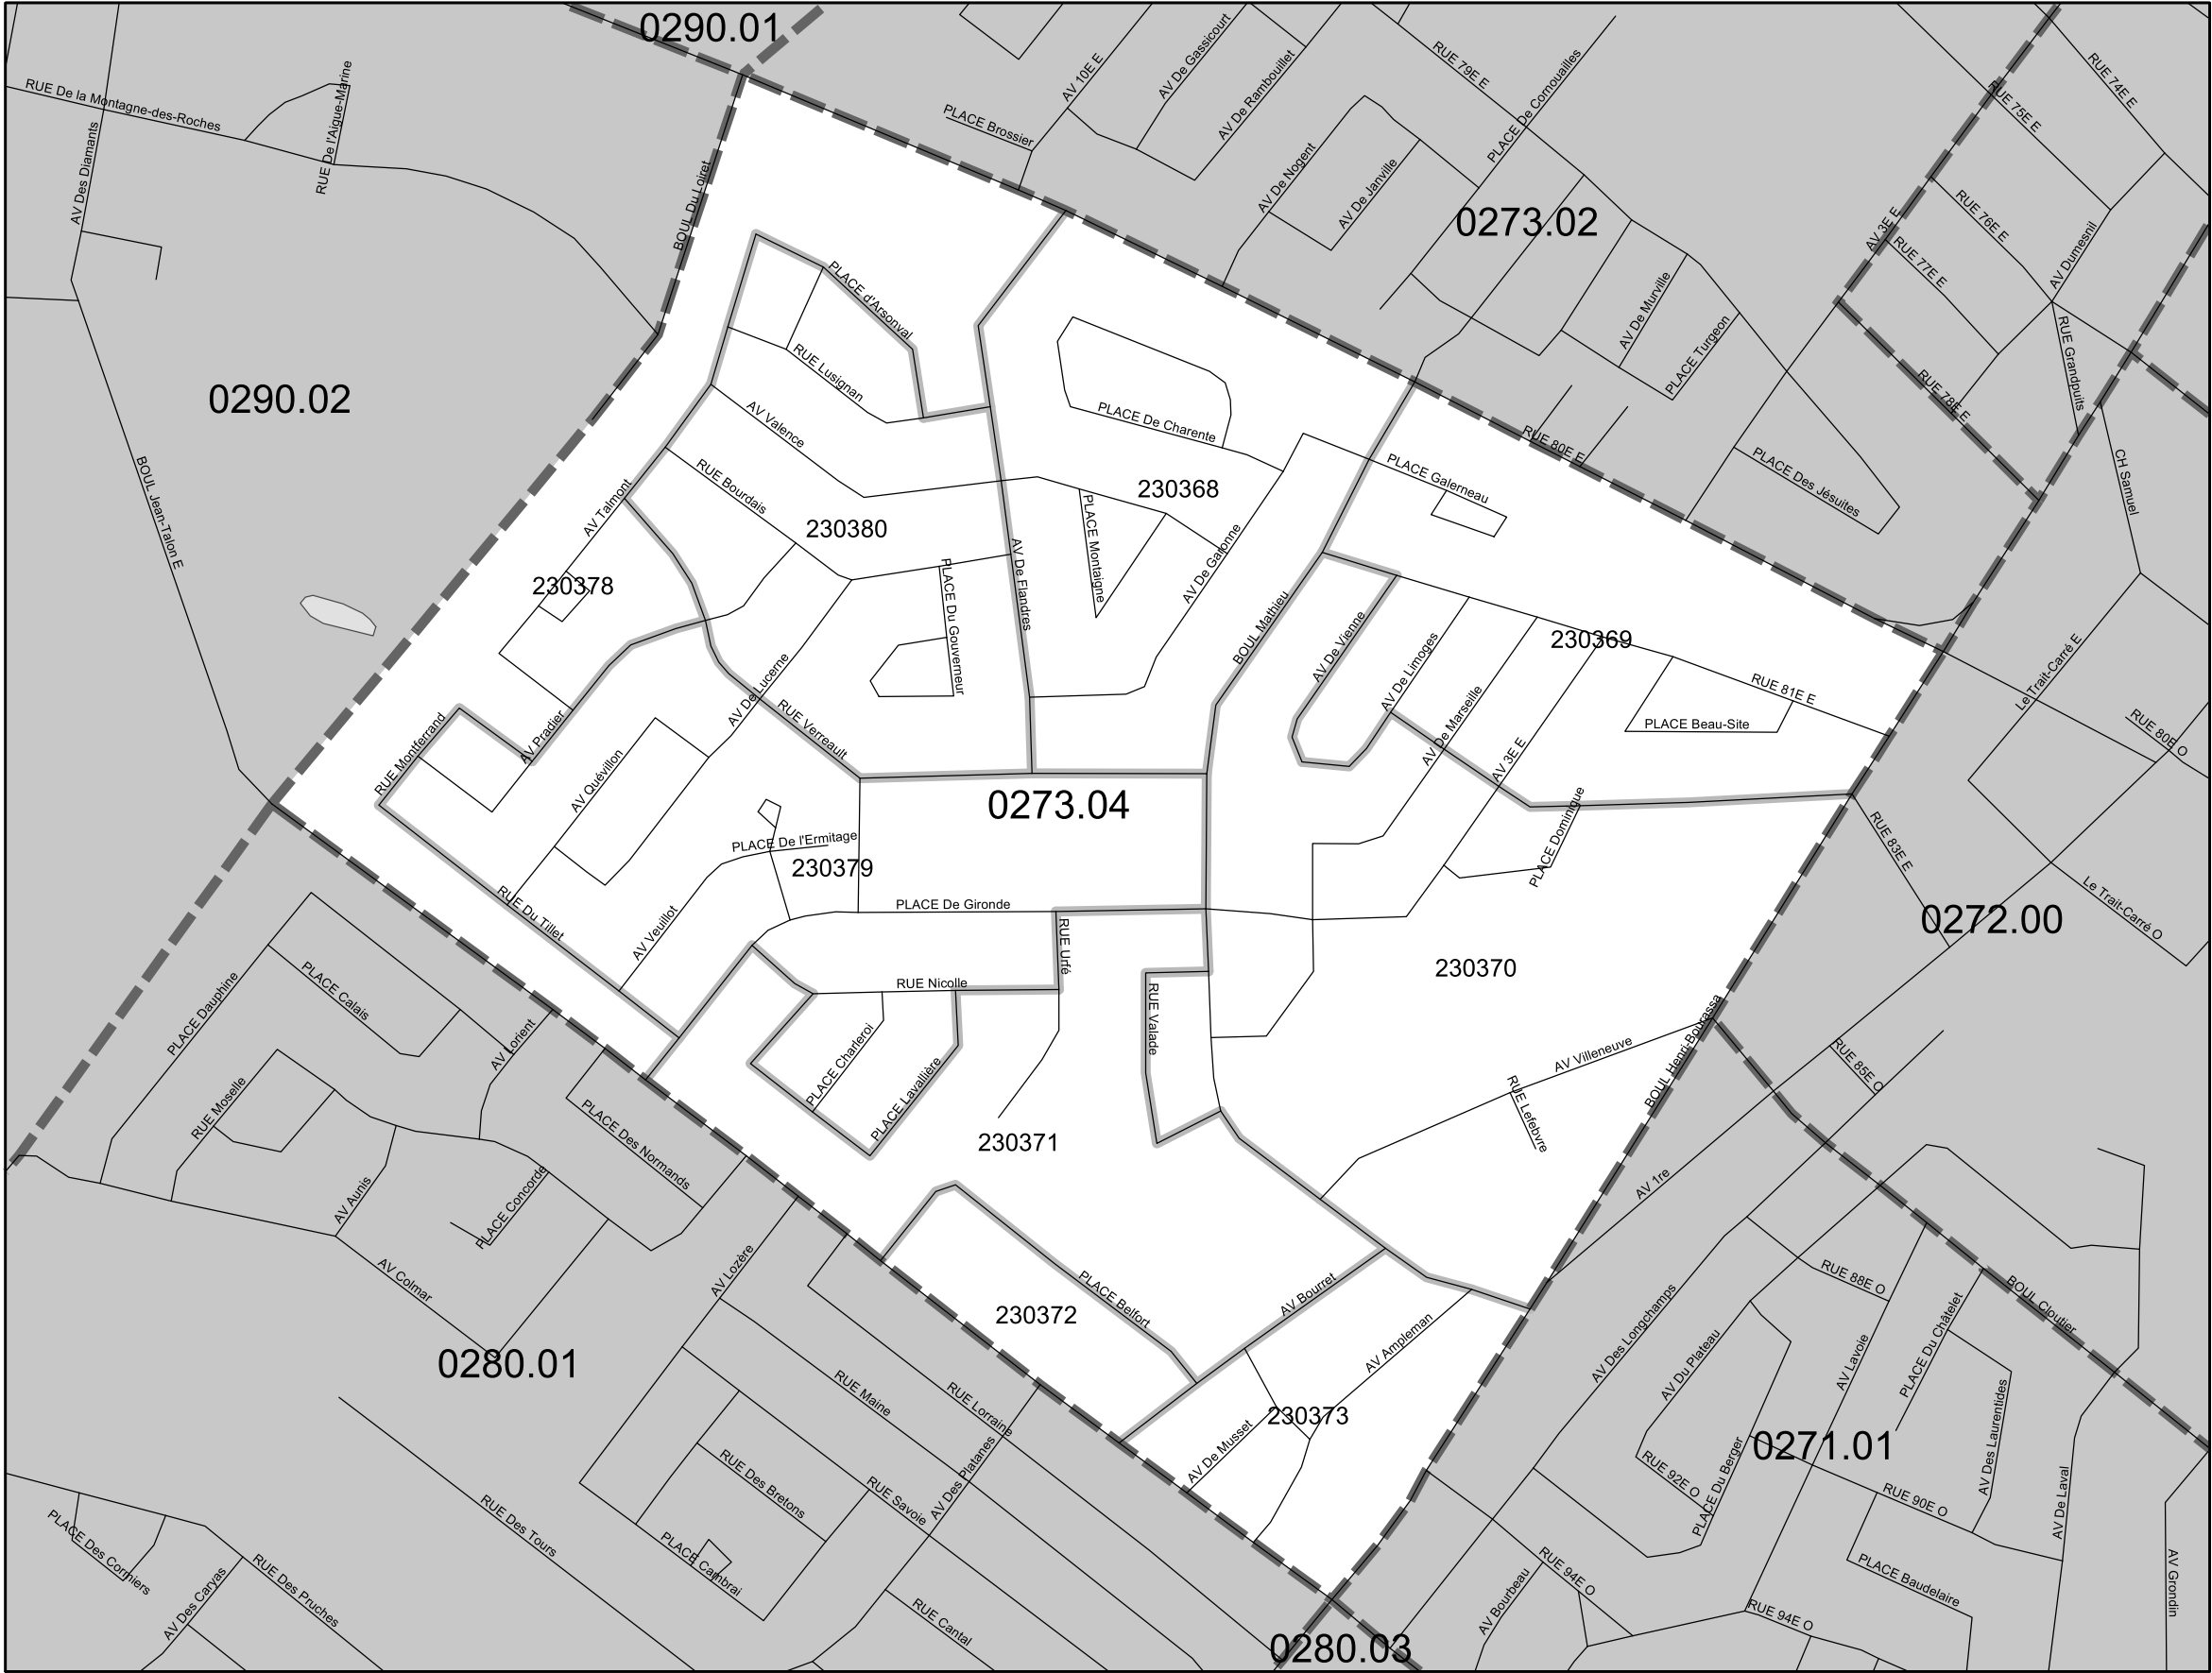 0290.01
RUE De la Montagne-des-Roches
RUE De l'Aigue-Marine
AV Des Diamants
BOUL Du Loiret
PLACE Brossier
AV 10E E
AV De Gassicourt
AV De Rambouillet
RUE 79E E
PLACE De Cornouailles
AV De Nogent
AV De Janville
0273.02
RUE 74E E
RUE 75E E
RUE 76E E
AV 3E E
RUE 77E E
AV Dumesnil
AV De Murville
PLACE Turgeon
RUE Grandpuits
RUE 78E E
RUE 80E E
PLACE Des Jésuites
CH Samuel
0290.02
BOUL Jean-Talon E
PLACE d'Arsonval
RUE Lusignan
AV Valence
RUE Bourdais
AV Talmont
230380
230378
PLACE De Charente
230368
PLACE Montaigne
AV De Garonne
PLACE Galerneau
AV De Flandres
PLACE Du Gouverneur
BOUL Mathieu
AV De Vienne
AV De Limoges
230369
AV De Marseille
RUE 81E E
PLACE Beau-Site
Le Trait-Carré E
RUE 80E O
AV De Lucerne
RUE Verreault
RUE Montferrand
AV Pradier
AV Quévillon
0273.04
AV 3E E
PLACE Dominique
RUE 83E E
PLACE De l'Ermitage
230379
PLACE De Gironde
RUE Du Tillet
AV Veuillot
RUE Urfé
RUE Nicolle
RUE Valade
230370
0272.00
Le Trait-Carré O
PLACE Dauphine
PLACE Calais
AV Lorient
RUE Moselle
PLACE Charleroi
PLACE Lavallière
AV Villeneuve
RUE Lefebvre
BOUL Henri-Bourassa
RUE 85E O
PLACE Des Normands
230371
AV 1re
AV Aunis
PLACE Concorde
AV Colmar
AV Lozère
PLACE Belfort
AV Bourret
230372
AV Ampleman
RUE 88E O
BOUL Cloutier
AV Des Longchamps
AV Du Plateau
AV Lavoie
PLACE Du Châtelet
0280.01
RUE Maine
RUE Lorraine
230373
AV De Musset
0271.01
AV Des Laurentides
RUE 92E O
PLACE Du Berger
RUE 90E O
AV De Laval
RUE Des Bretons
RUE Savoie
AV Des Platanes
RUE Des Tours
PLACE Cambrai
PLACE Des Cormiers
AV Des Caryas
RUE Des Pruches
RUE Cantal
0280.03
RUE 94E O
AV Bourbeau
PLACE Baudelaire
RUE 94E O
AV Grondin